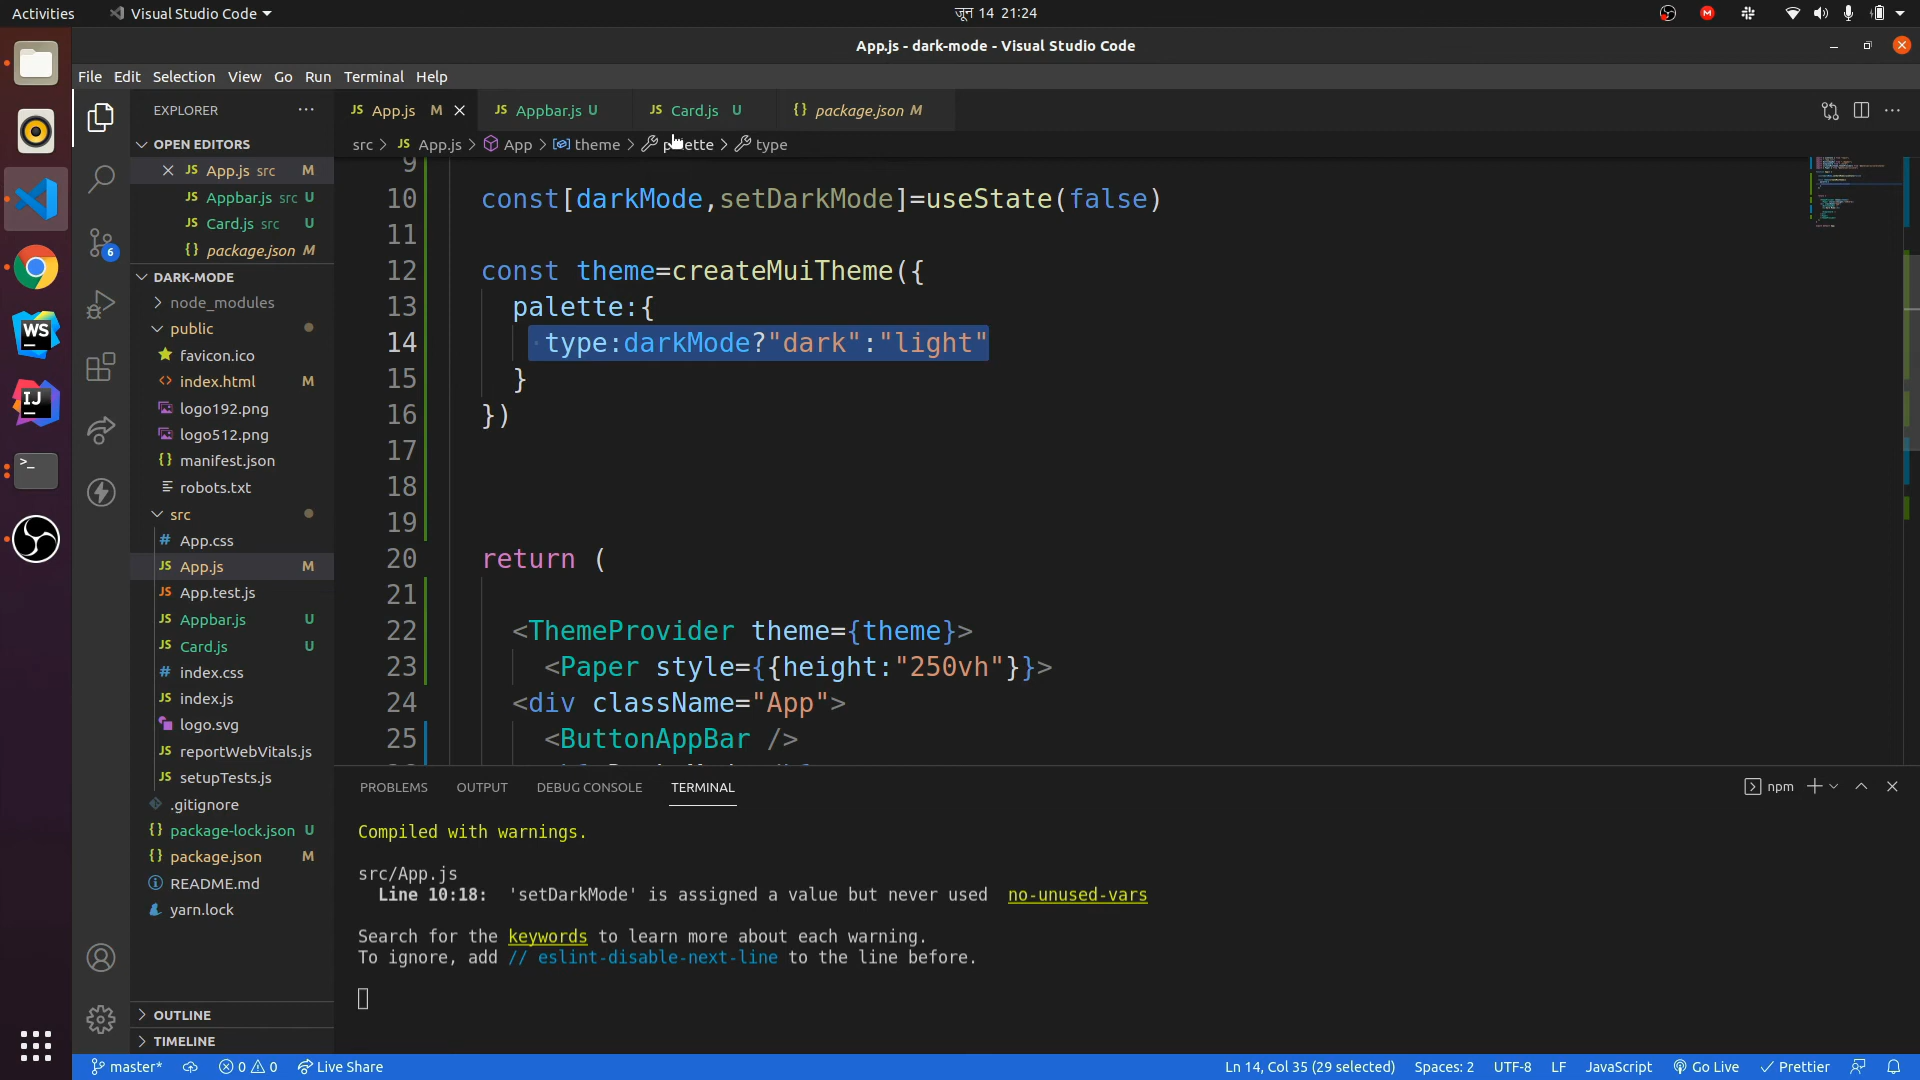 Activities
Visual Studio Code
जून 14 21:24
App.js - dark-mode - Visual Studio Code
File Edit Selection View Go Run Terminal Help
EXPLORER
OPEN EDITORS
App.js src M
Appbar.js src U
Card.js src U
package.json M
DARK-MODE
node_modules
public
favicon.ico
index.html M
logo192.png
logo512.png
manifest.json
robots.txt
src
App.css
App.js M
App.test.js
Appbar.js U
Card.js U
index.css
index.js
logo.svg
reportWebVitals.js
setupTests.js
.gitignore
package-lock.json U
package.json M
README.md
yarn.lock
OUTLINE
TIMELINE
JS App.js M
JS Appbar.js U
JS Card.js U
{} package.json M
src > JS App.js > App > theme > palette > type
9
10 const[darkMode,setDarkMode]=useState(false)
11
12 const theme=createMuiTheme({
13 palette:{
14 type:darkMode?"dark":"light"
15 }
16 })
17
18
19
20 return (
21
22 <ThemeProvider theme={theme}>
23 <Paper style={{height:"250vh"}}>
24 <div className="App">
25 <ButtonAppBar />
PROBLEMS OUTPUT DEBUG CONSOLE TERMINAL
npm
Compiled with warnings.
src/App.js
Line 10:18: 'setDarkMode' is assigned a value but never used no-unused-vars
Search for the keywords to learn more about each warning.
To ignore, add // eslint-disable-next-line to the line before.
master* 0 0 Live Share
Ln 14, Col 35 (29 selected) Spaces: 2 UTF-8 LF JavaScript Go Live Prettier